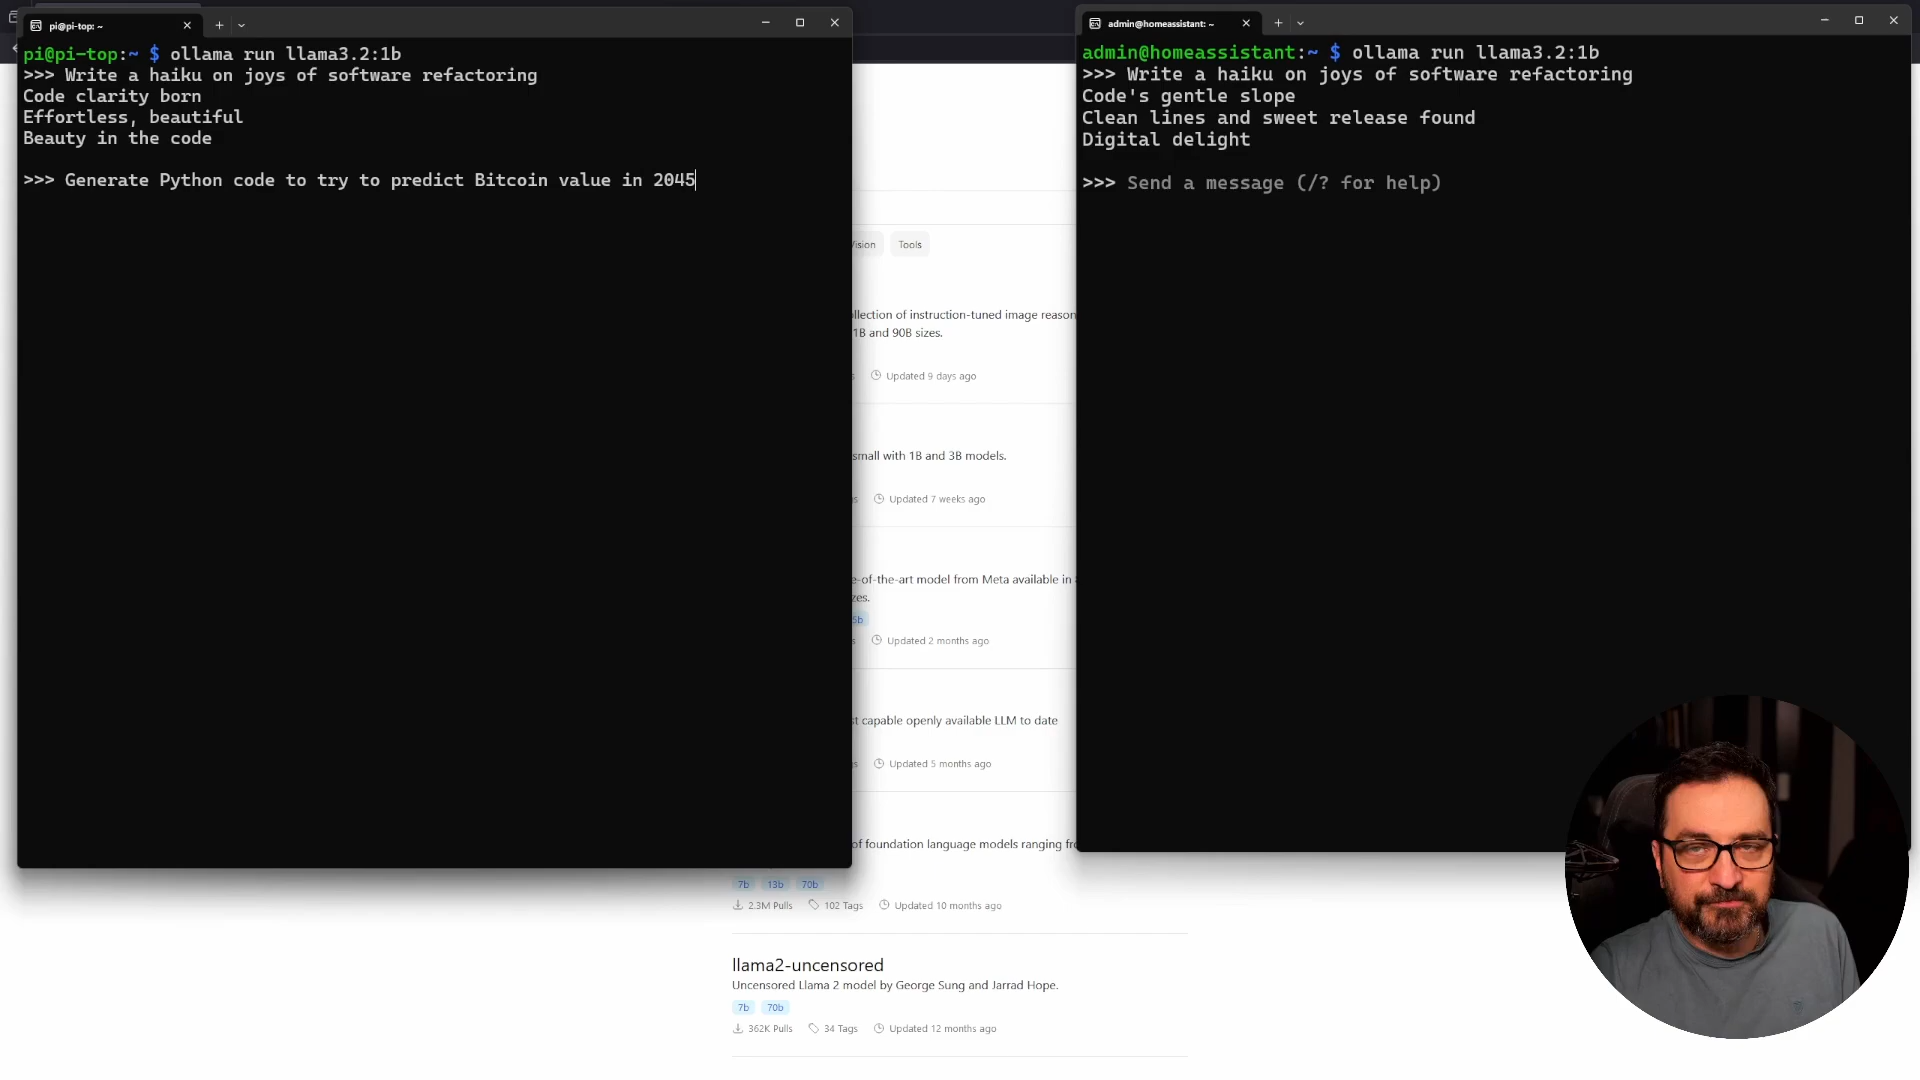 pi@pi-top: ~
pi@pi-top:~ $ ollama run llama3.2:1b
>>> Write a haiku on joys of software refactoring
Code clarity born
Effortless, beautiful
Beauty in the code
>>> Generate Python code to try to predict Bitcoin value in 2045
admin@homeassistant: ~
admin@homeassistant:~ $ ollama run llama3.2:1b
>>> Write a haiku on joys of software refactoring
Code's gentle slope
Clean lines and sweet release found
Digital delight
>>> Send a message (/? for help)
Vision
Tools
llection of instruction-tuned image reason
1B and 90B sizes.
Updated 9 days ago
small with 1B and 3B models.
Updated 7 weeks ago
e-of-the-art model from Meta available in
zes.
5b
Updated 2 months ago
t capable openly available LLM to date
Updated 5 months ago
of foundation language models ranging fr
7b 13b 70b
2.3M Pulls 102 Tags Updated 10 months ago
llama2-uncensored
Uncensored Llama 2 model by George Sung and Jarrad Hope.
7b 70b
362K Pulls 34 Tags Updated 12 months ago